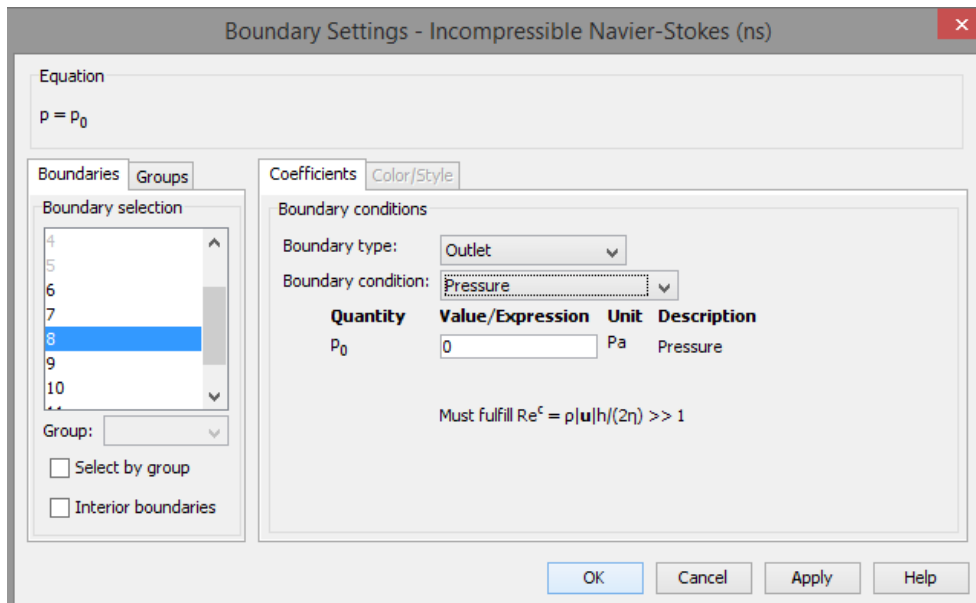 Boundary Settings - Incompressible Navier-Stokes (ns)
Equation
p = p₀
Boundaries Groups
Boundary selection
4
5
6
7
8
9
10
Group:
Select by group
Interior boundaries
Coefficients Color/Style
Boundary conditions
Boundary type: Outlet
Boundary condition: Pressure
Quantity Value/Expression Unit Description
p₀ 0 Pa Pressure
Must fulfill Reᶜ = ρ|u|h/(2η) >> 1
OK Cancel Apply Help